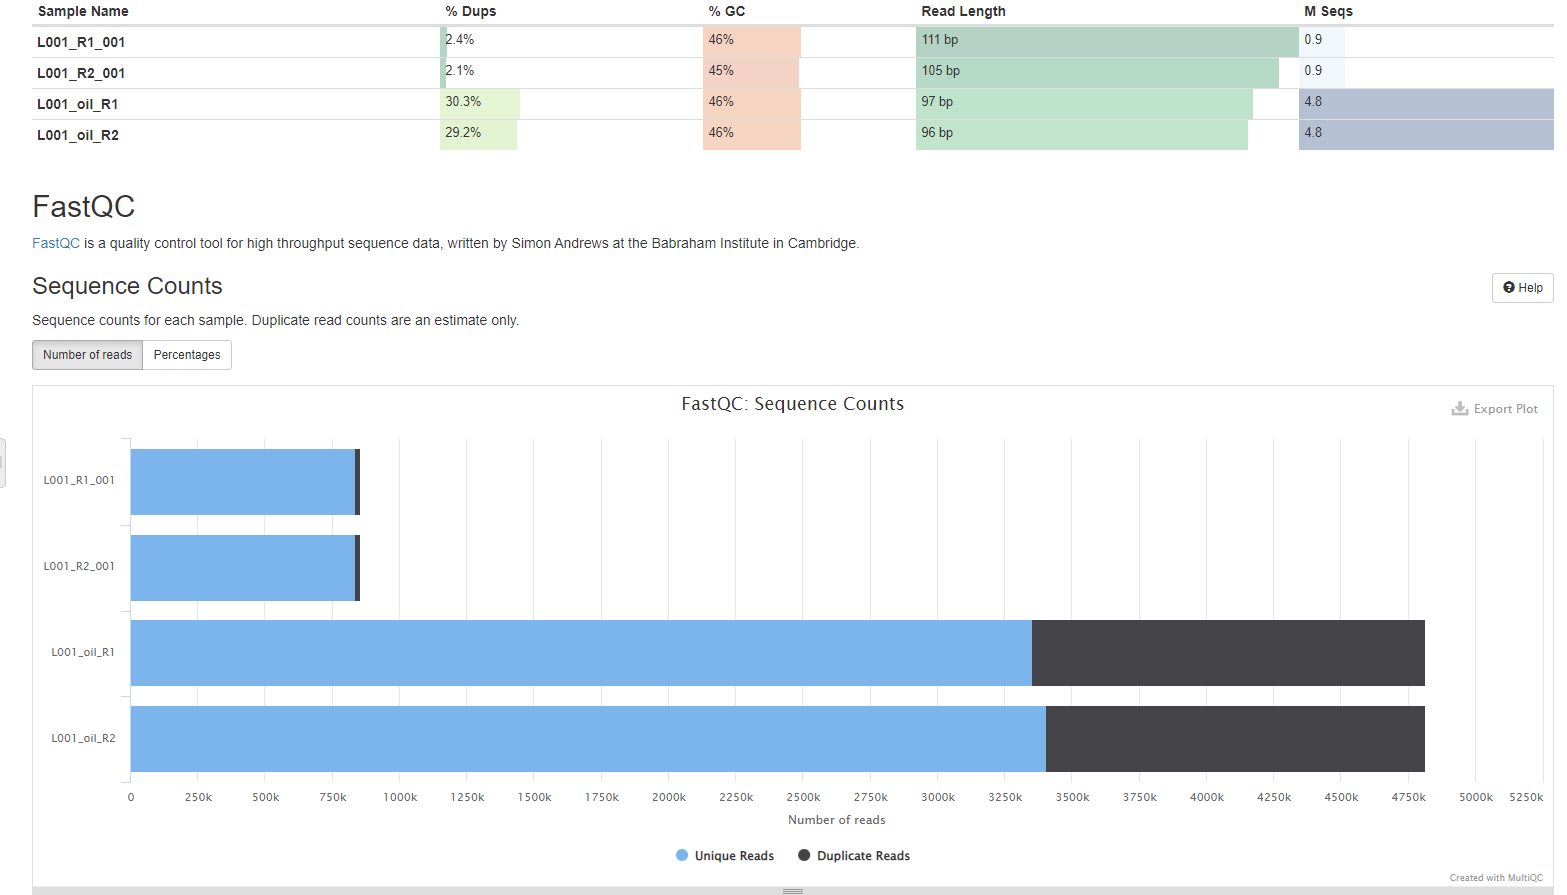 Sample Name % Dups % GC Read Length M Seqs
L001_R1_001 2.4% 46% 111 bp 0.9
L001_R2_001 2.1% 45% 105 bp 0.9
L001_oil_R1 30.3% 46% 97 bp 4.8
L001_oil_R2 29.2% 46% 96 bp 4.8
FastQC
FastQC is a quality control tool for high throughput sequence data, written by Simon Andrews at the Babraham Institute in Cambridge.
Sequence Counts
Help
Sequence counts for each sample. Duplicate read counts are an estimate only.
Number of reads Percentages
FastQC: Sequence Counts
Export Plot
L001_R1_001
L001_R2_001
L001_oil_R1
L001_oil_R2
0 250k 500k 750k 1000k 1250k 1500k 1750k 2000k 2250k 2500k 2750k 3000k 3250k 3500k 3750k 4000k 4250k 4500k 4750k 5000k 5250k
Number of reads
Unique Reads Duplicate Reads
Created with MultiQC